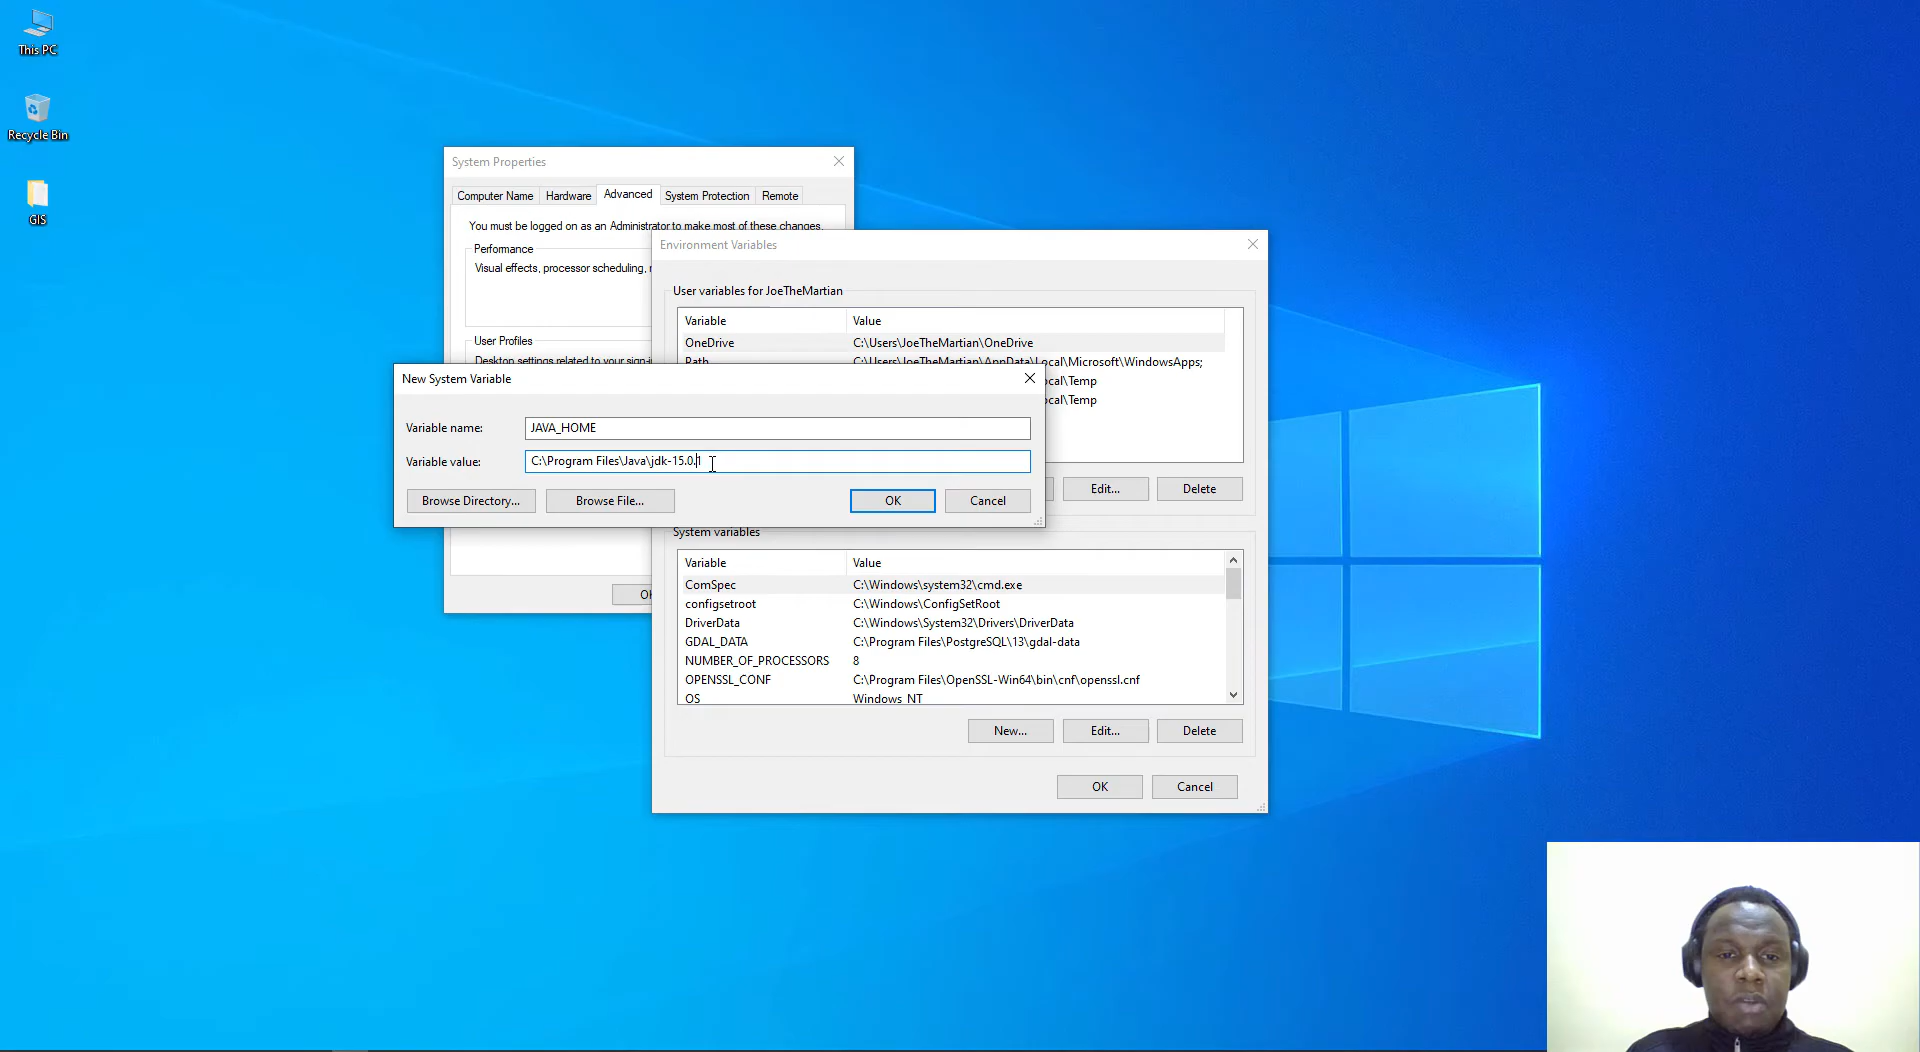 This PC
Recycle Bin
GIS
System Properties
Computer Name
Hardware
Advanced
System Protection
Remote
You must be logged on as an Administrator to make most of these changes.
Performance
Visual effects, processor scheduling,
User Profiles
Desktop settings related to your
Environment Variables
User variables for JoeTheMartian
Variable Value
OneDrive C:\Users\JoeTheMartian\OneDrive
Path C:\Users\JoeTheMartian\AppData\Local\Microsoft\WindowsApps;
ocal\Temp
ocal\Temp
Edit...
Delete
New System Variable
Variable name: JAVA_HOME
Variable value: C:\Program Files\Java\jdk-15.0.1
Browse Directory...
Browse File...
OK
Cancel
System variables
Variable Value
ComSpec C:\Windows\system32\cmd.exe
configsetroot C:\Windows\ConfigSetRoot
DriverData C:\Windows\System32\Drivers\DriverData
GDAL_DATA C:\Program Files\PostgreSQL\13\gdal-data
NUMBER_OF_PROCESSORS 8
OPENSSL_CONF C:\Program Files\OpenSSL-Win64\bin\cnf\openssl.cnf
OS Windows_NT
New...
Edit...
Delete
OK
Cancel